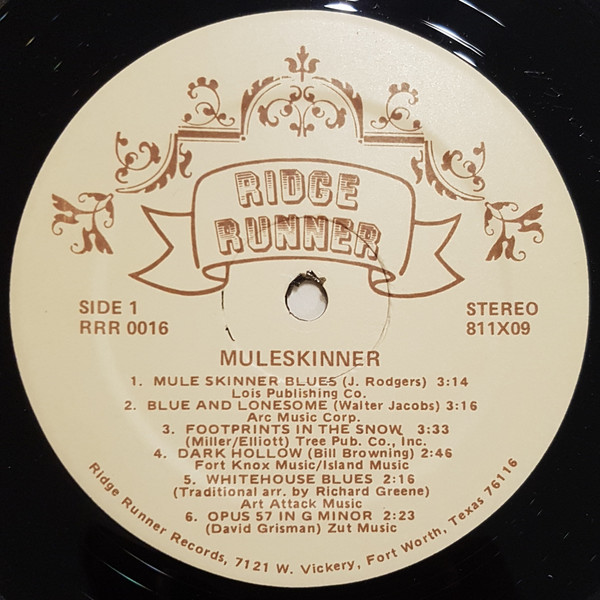 RIDGE
RUNNER
SIDE 1
RRR 0016
STEREO
811X09
MULESKINNER
1. MULE SKINNER BLUES (J. Rodgers) 3:14
Lois Publishing Co.
2. BLUE AND LONESOME (Walter Jacobs) 3:16
Arc Music Corp.
3. FOOTPRINTS IN THE SNOW 3:33
(Miller/Elliott) Tree Pub. Co., Inc.
4. DARK HOLLOW (Bill Browning) 2:46
Fort Knox Music/Island Music
5. WHITEHOUSE BLUES 2:16
(Traditional arr. by Richard Greene)
Art Attack Music
6. OPUS 57 IN G MINOR 2:23
(David Grisman) Zut Music
Ridge Runner Records, 7121 W. Vickery, Fort Worth, Texas 76116